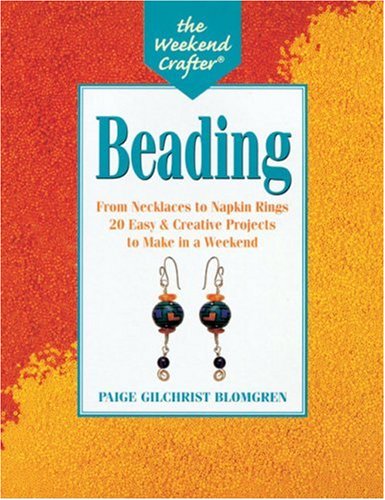 the
Weekend
Crafter®
Beading
From Necklaces to Napkin Rings
20 Easy & Creative Projects
to Make in a Weekend
PAIGE GILCHRIST BLOMGREN